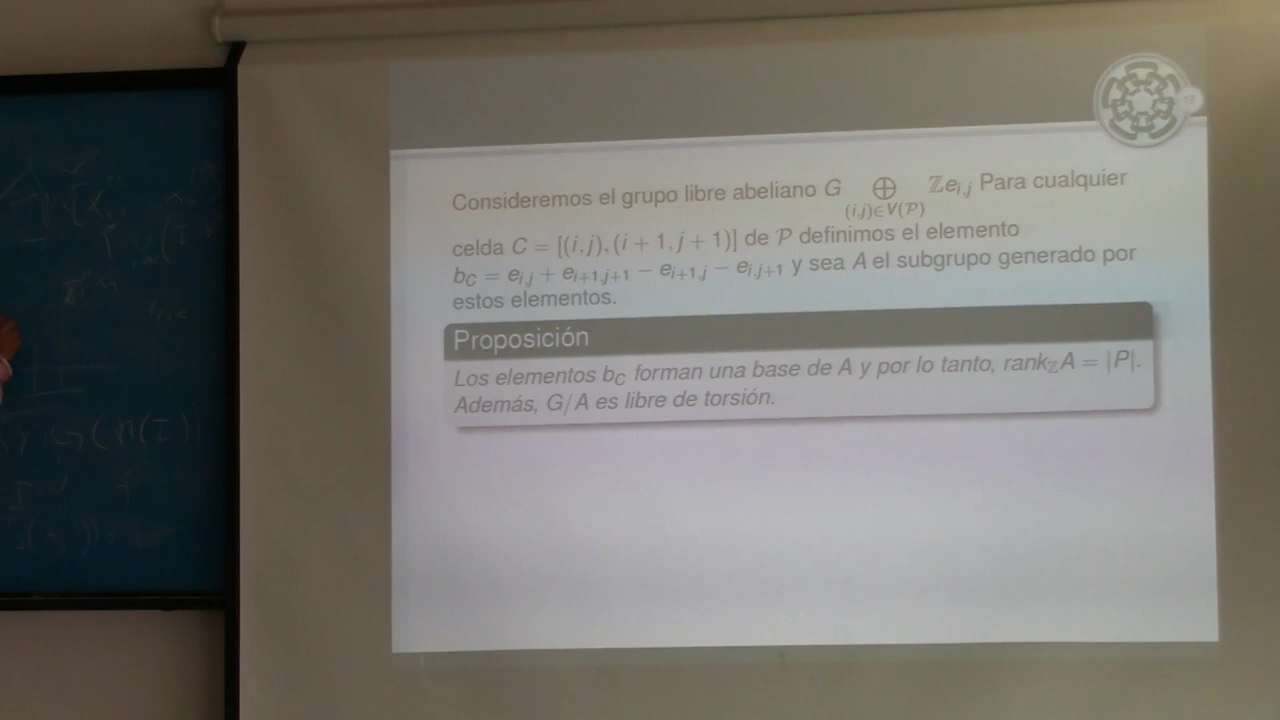 Consideremos el grupo libre abeliano G ⊕ ℤe_{i,j} Para cualquier
(i,j)∈V(𝒫)
celda C = [(i,j), (i + 1, j + 1)] de 𝒫 definimos el elemento
b_C = e_{i,j} + e_{i+1,j+1} − e_{i+1,j} − e_{i,j+1} y sea A el subgrupo generado por
estos elementos.
Proposición
Los elementos b_C forman una base de A y por lo tanto, rank_ℤA = |P|.
Además, G/A es libre de torsión.